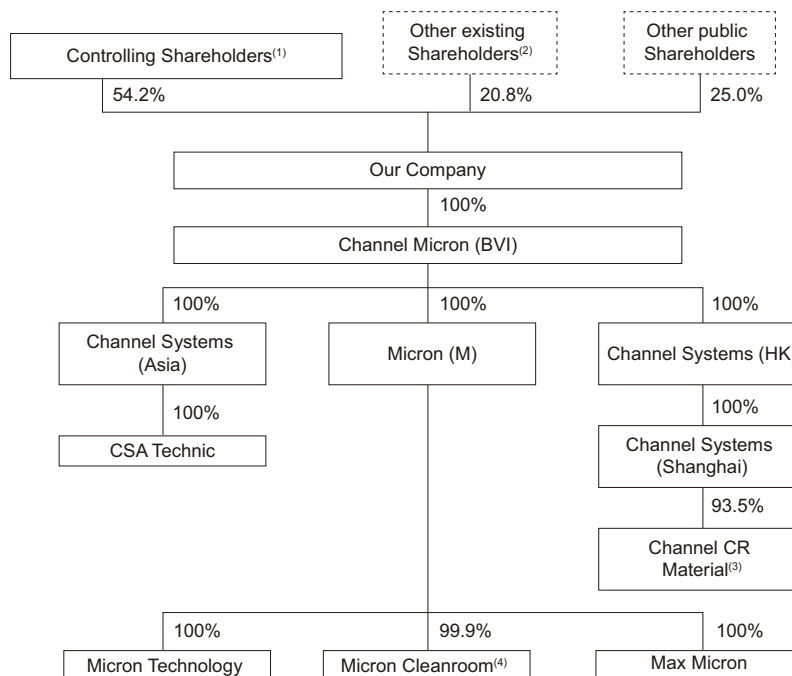 Controlling Shareholders(1)
Other existing
Shareholders(2)
Other public
Shareholders
54.2%
20.8%
25.0%
Our Company
100%
Channel Micron (BVI)
100%
100%
100%
Channel Systems
(Asia)
Micron (M)
Channel Systems (HK)
100%
100%
CSA Technic
Channel Systems
(Shanghai)
93.5%
Channel CR
Material(3)
100%
99.9%
100%
Micron Technology
Micron Cleanroom(4)
Max Micron